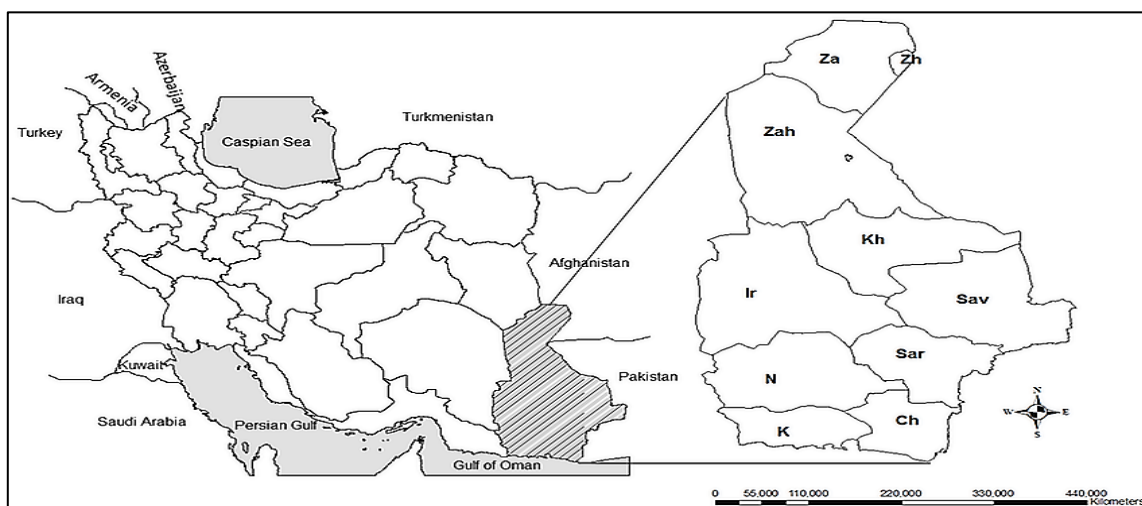 Armenia
Azerbaijan
Turkey
Caspian Sea
Turkmenistan
Afghanistan
Iraq
Kuwait
Pakistan
Saudi Arabia
Persian Gulf
Gulf of Oman
Za
Zh
Zah
Kh
Ir
Sav
Sar
N
Ch
K
N
W E
S
0 55,000 110,000 220,000 330,000 440,000
Kilometers